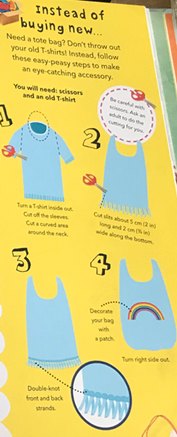 Instead of
buying new...
Need a tote bag? Don't throw out
your old T-shirts! Instead, follow
these easy-peasy steps to make
an eye-catching accessory.
You will need: scissors
and an old T-shirt
Be careful with
scissors. Ask an
adult to do the
cutting for you.
1
Turn a T-shirt inside out.
Cut off the sleeves.
Cut a curved area
around the neck.
2
Cut slits about 5 cm (2 in)
long and 2 cm (¾ in)
wide along the bottom.
3
Double-knot
front and back
strands.
4
Decorate
your bag
with
a patch.
Turn right side out.